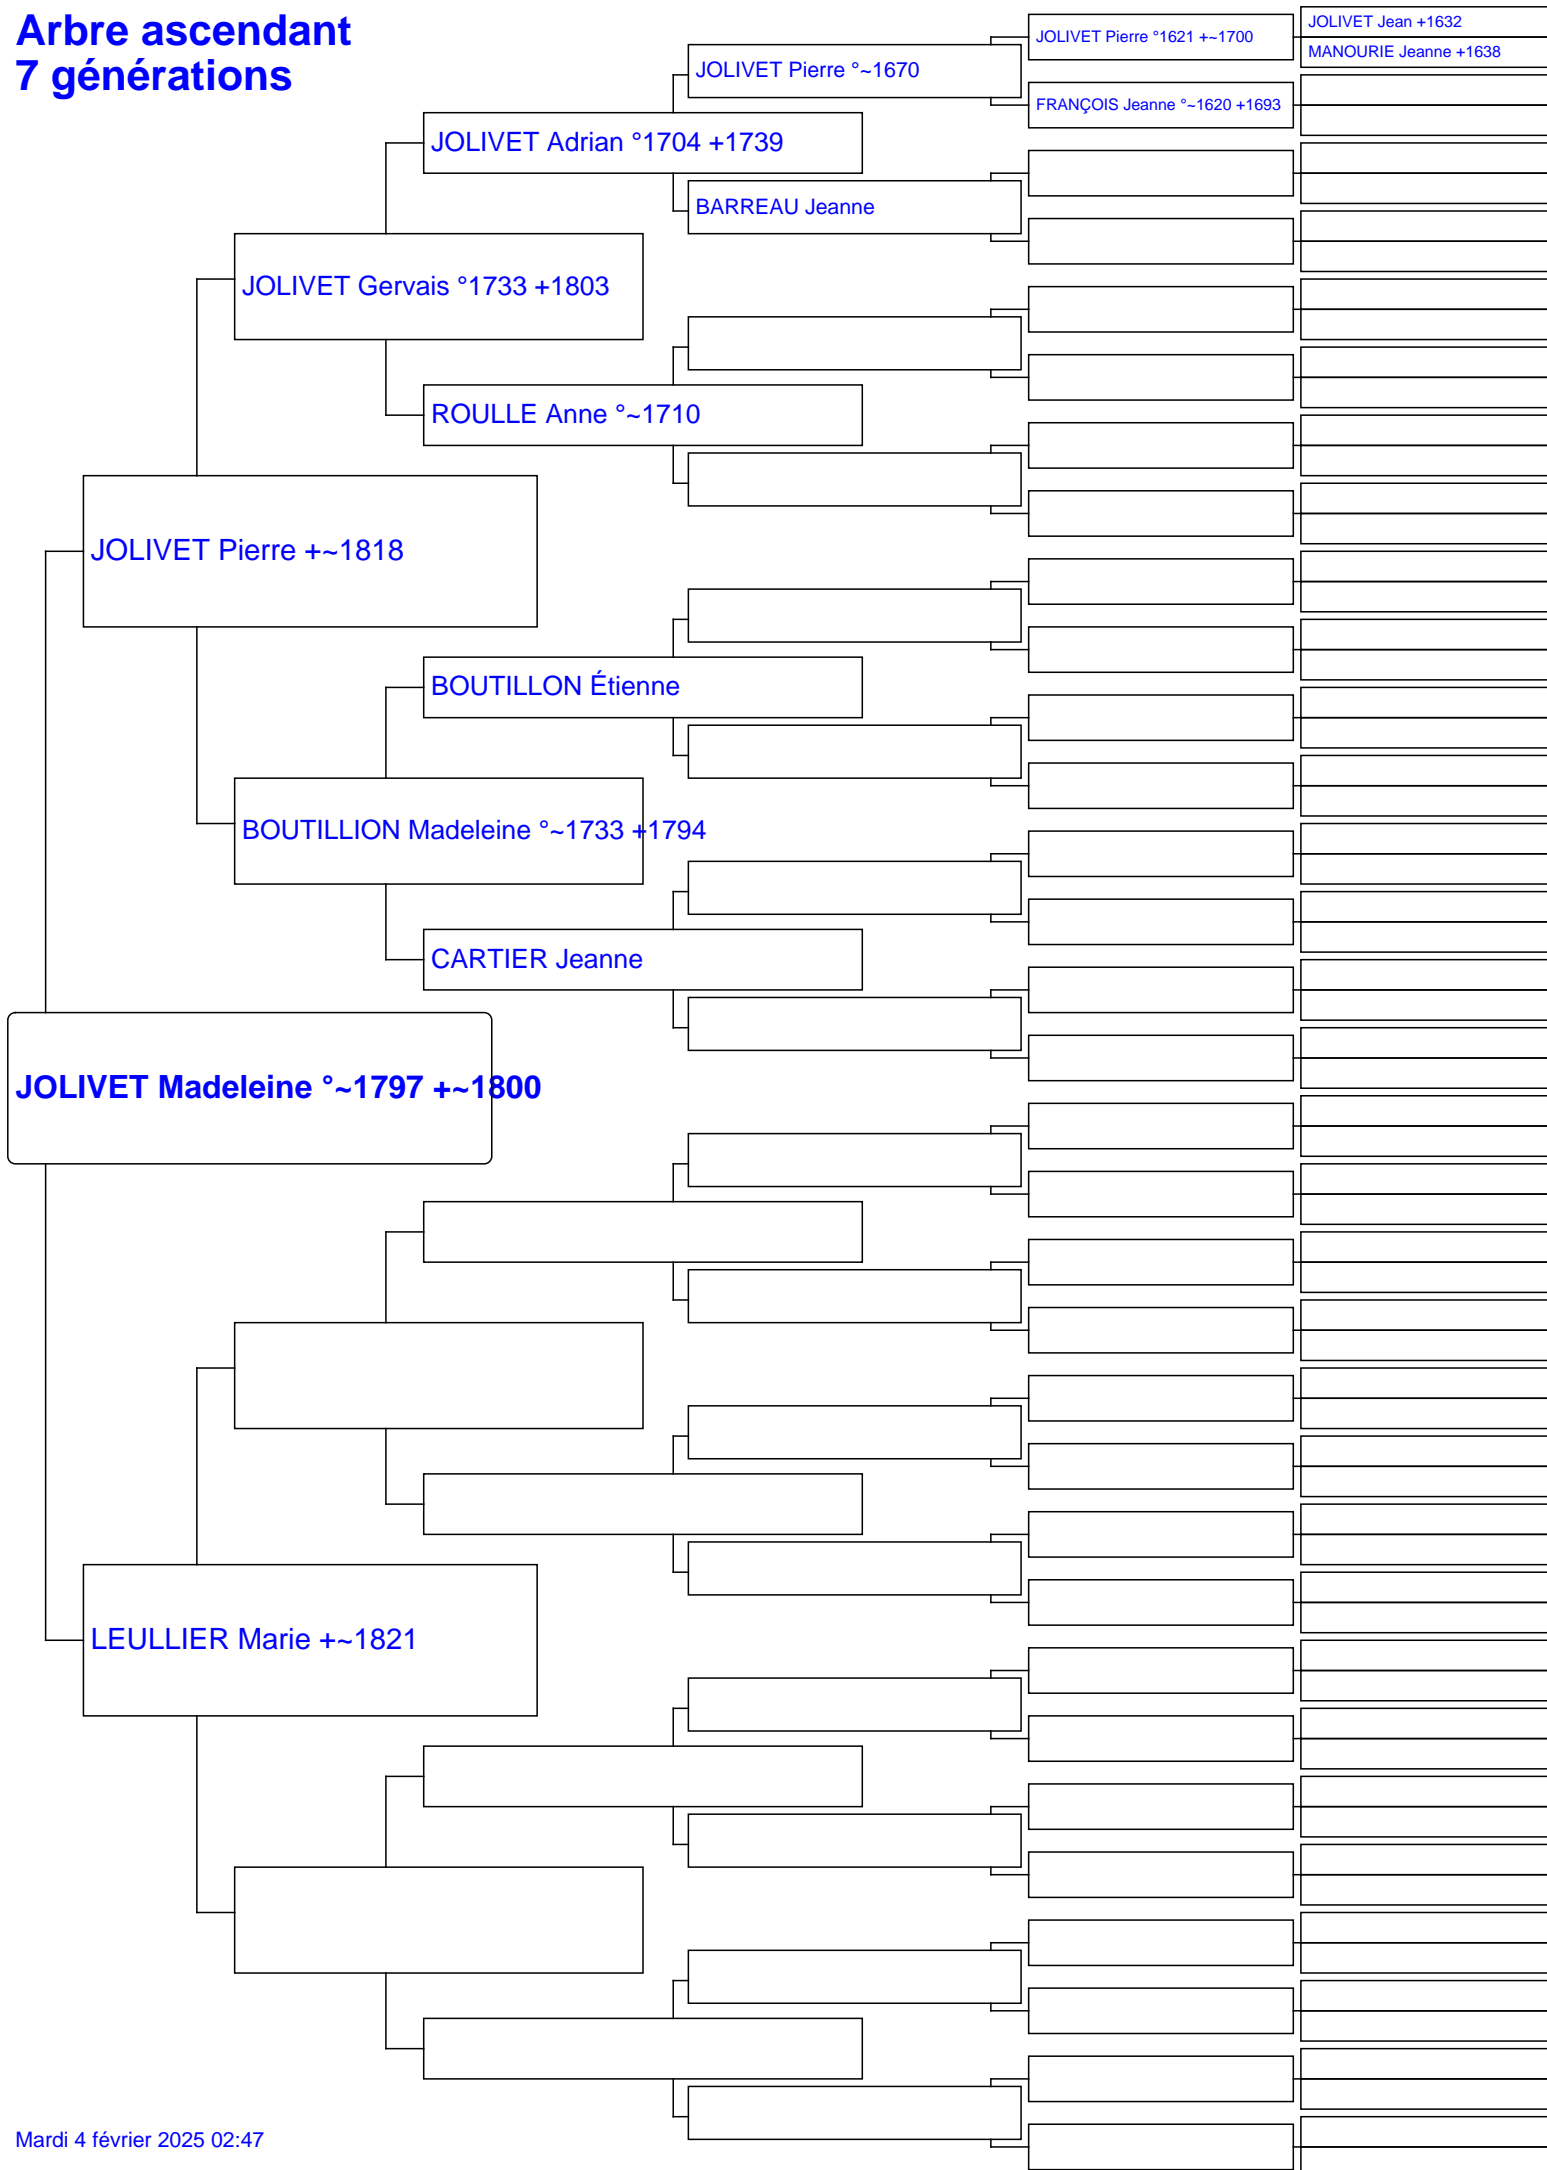 Arbre ascendant
7 générations
JOLIVET Jean +1632
JOLIVET Pierre °1621 +~1700
MANOURIE Jeanne +1638
JOLIVET Pierre °~1670
FRANÇOIS Jeanne °~1620 +1693
JOLIVET Adrian °1704 +1739
BARREAU Jeanne
JOLIVET Gervais °1733 +1803
ROULLE Anne °~1710
JOLIVET Pierre +~1818
BOUTILLON Étienne
BOUTILLION Madeleine °~1733 +1794
CARTIER Jeanne
JOLIVET Madeleine °~1797 +~1800
LEULLIER Marie +~1821
Mardi 4 février 2025 02:47